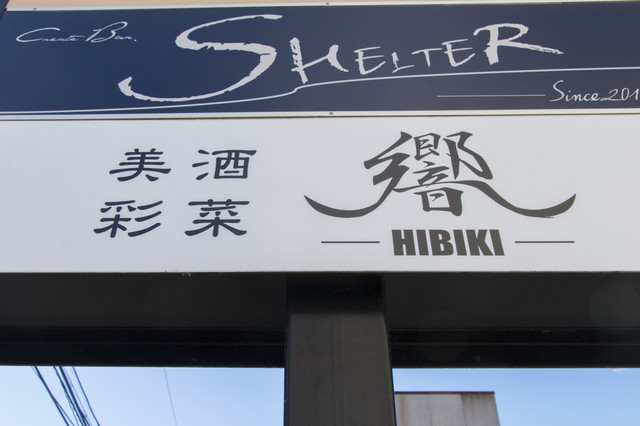 Create Bar.
SHELTER
Since.201
美酒
彩菜
響
HIBIKI